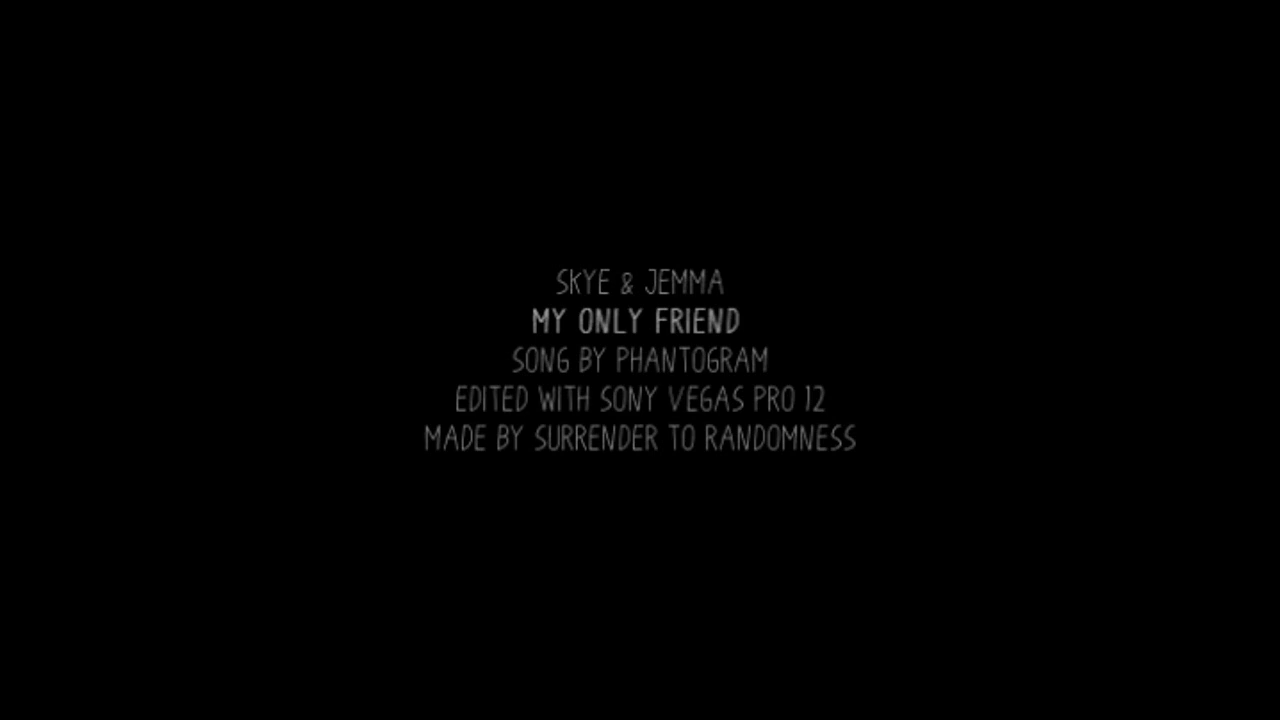 SKYE & JEMMA
MY ONLY FRIEND
SONG BY PHANTOGRAM
EDITED WITH SONY VEGAS PRO 12
MADE BY SURRENDER TO RANDOMNESS